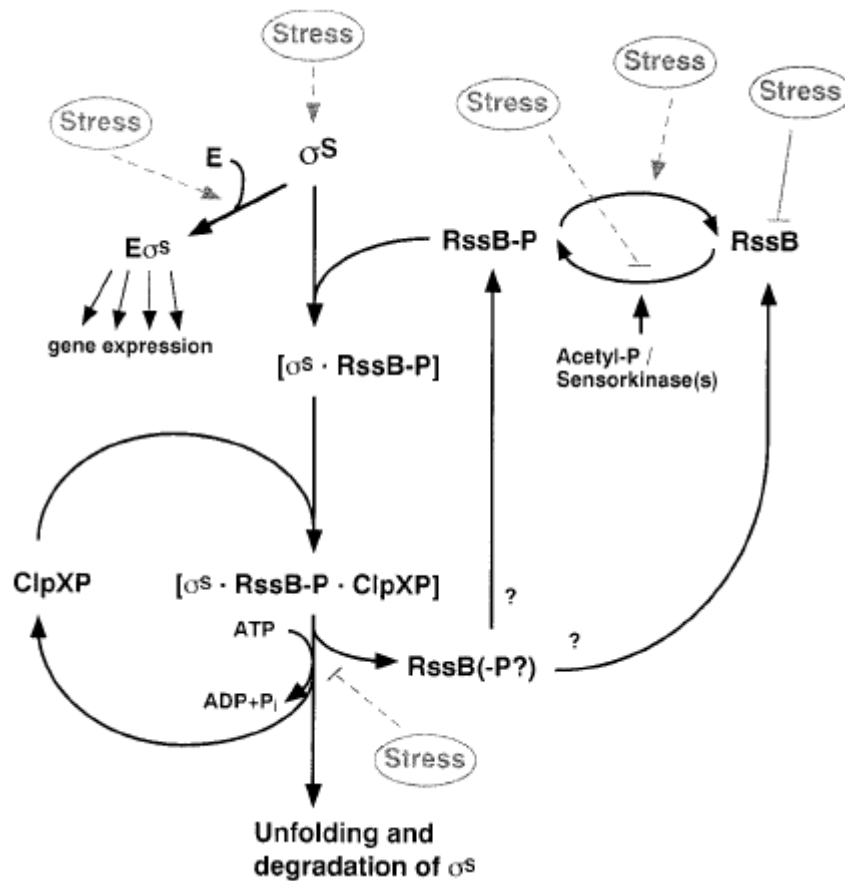 Stress
Stress
Stress
Stress
Stress
E
σS
Eσs
RssB-P
RssB
gene expression
Acetyl-P /
Sensorkinase(s)
[σs · RssB-P]
ClpXP
[σs · RssB-P · ClpXP]
?
?
ATP
RssB(-P?)
ADP+Pi
Stress
Unfolding and
degradation of σs